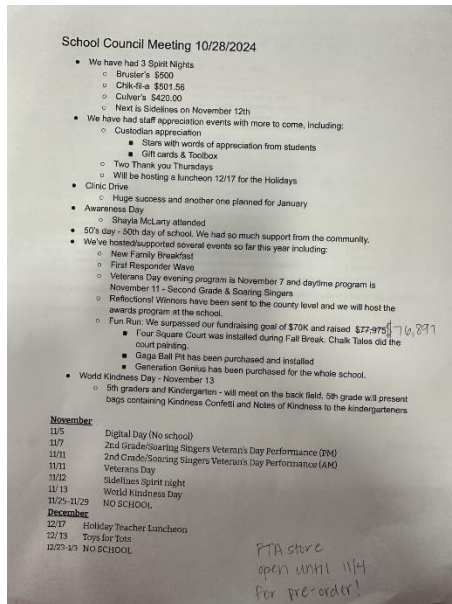 School Council Meeting 10/28/2024
• We have had 3 Spirit Nights
○ Bruster's $500
○ Chik-fil-a $501.56
○ Culver's $420.00
○ Next is Sidelines on November 12th
• We have had staff appreciation events with more to come, including:
○ Custodian appreciation
■ Stars with words of appreciation from students
■ Gift cards & Toolbox
○ Two Thank you Thursdays
○ Will be hosting a luncheon 12/17 for the Holidays
• Clinic Drive
○ Huge success and another one planned for January
• Awareness Day
○ Shayla McLarty attended
• 50's day - 50th day of school. We had so much support from the community.
• We've hosted/supported several events so far this year including:
○ New Family Breakfast
○ First Responder Wave
○ Veterans Day evening program is November 7 and daytime program is
November 11 - Second Grade & Soaring Singers
○ Reflections! Winners have been sent to the county level and we will host the
awards program at the school.
○ Fun Run: We surpassed our fundraising goal of $70K and raised $77,975 $76,897
■ Four Square Court was installed during Fall Break. Chalk Tales did the
court painting.
■ Gaga Ball Pit has been purchased and installed
■ Generation Genius has been purchased for the whole school.
• World Kindness Day - November 13
○ 5th graders and Kindergarten - will meet on the back field. 5th grade will present
bags containing Kindness Confetti and Notes of Kindness to the kindergarteners
November
11/5 Digital Day (No school)
11/7 2nd Grade/Soaring Singers Veteran's Day Performance (PM)
11/11 2nd Grade/Soaring Singers Veteran's Day Performance (AM)
11/11 Veterans Day
11/12 Sidelines Spirit night
11/13 World Kindness Day
11/25-11/29 NO SCHOOL
December
12/17 Holiday Teacher Luncheon
12/13 Toys for Tots
12/23-1/3 NO SCHOOL
PTA store
open until 11/4
for pre-order!